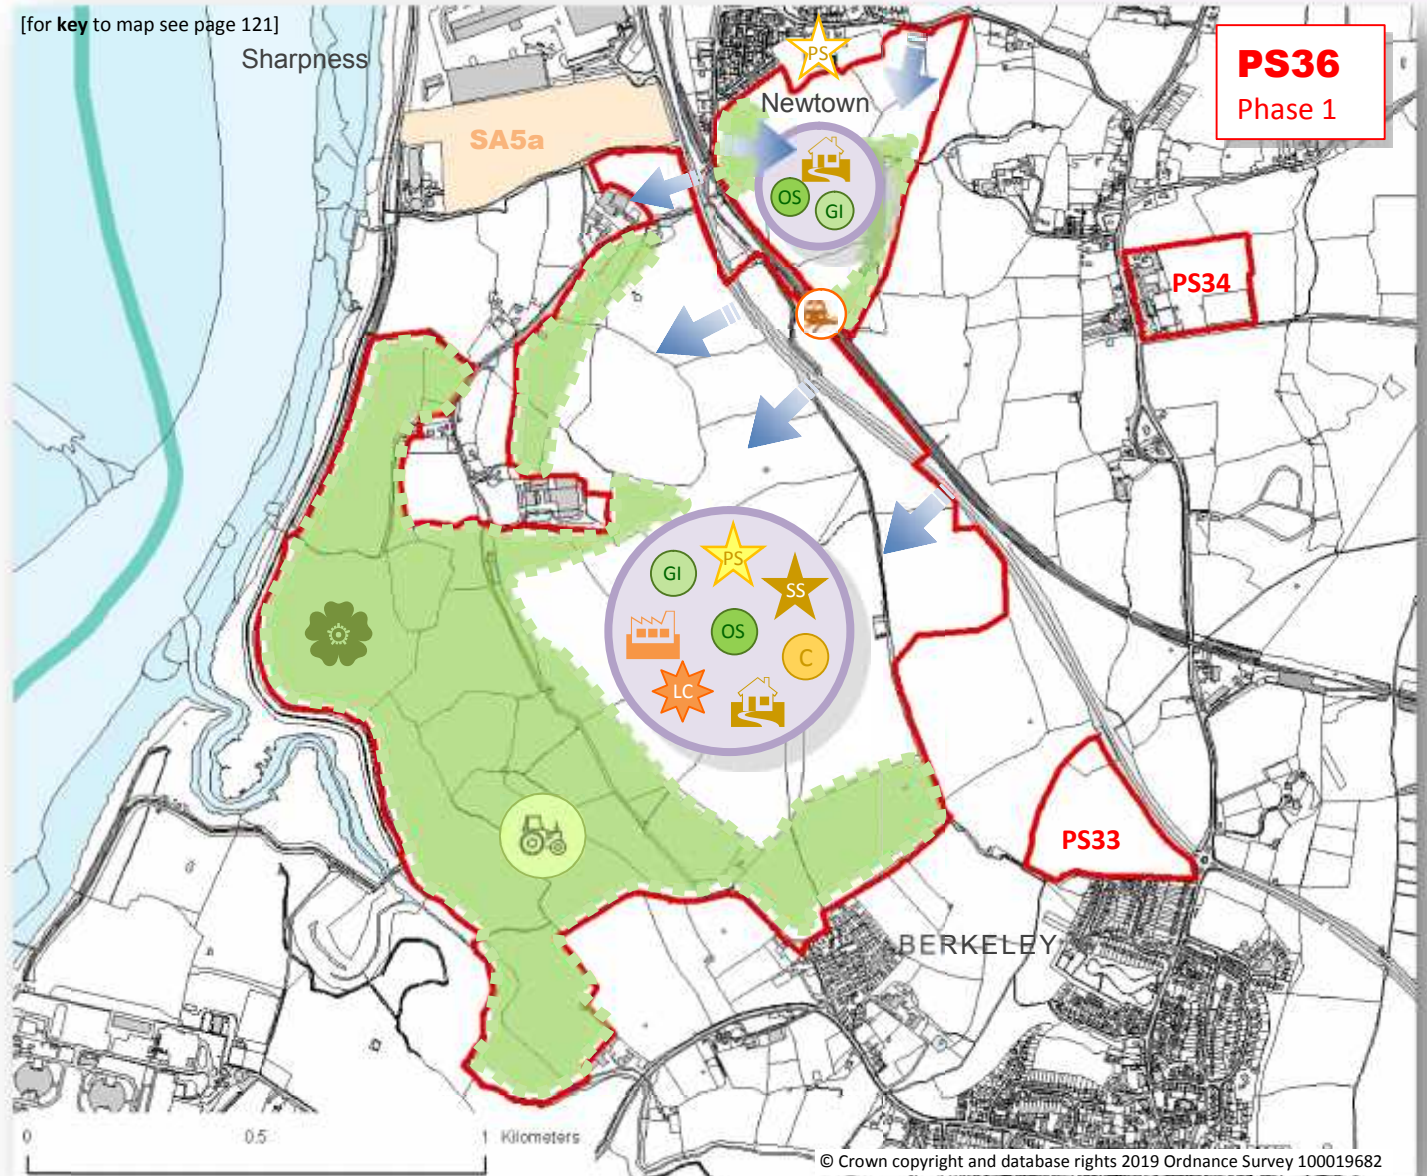 [for key to map see page 121]
Sharpness
PS
PS36
Phase 1
Newtown
SA5a
OS
GI
PS34
GI
PS
SS
OS
C
LC
PS33
BERKELEY
0 0.5 1 Kilometers
© Crown copyright and database rights 2019 Ordnance Survey 100019682